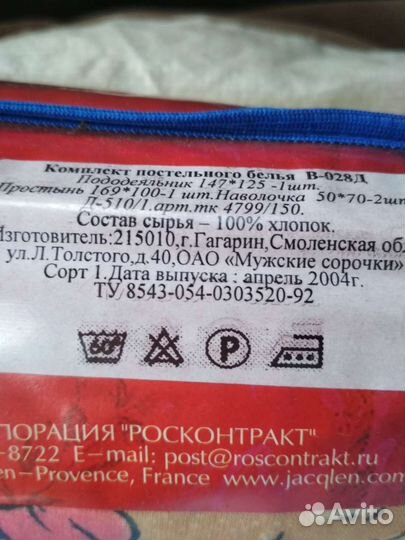 Комплект постельного белья В-028Д
Пододеяльник 147*125 -1шт.
Простынь 169*100-1 шт.Наволочка 50*70-2шт
Д-510/1.арт.тк 4799/150.
Состав сырья – 100% хлопок.
Изготовитель:215010,г.Гагарин,Смоленская обл
ул.Л.Толстого,д.40,ОАО «Мужские сорочки»
Сорт 1.Дата выпуска : апрель 2004г.
ТУ 8543-054-0303520-92
60° P
ПОРАЦИЯ "РОСКОНТРАКТ"
-8722 E-mail: post@roscontrakt.ru
en-Provence, France www.jacqlen.com
Avito